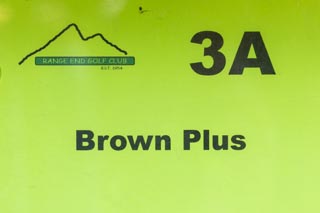 3A
RANGE END GOLF CLUB
EST. 1954
Brown Plus